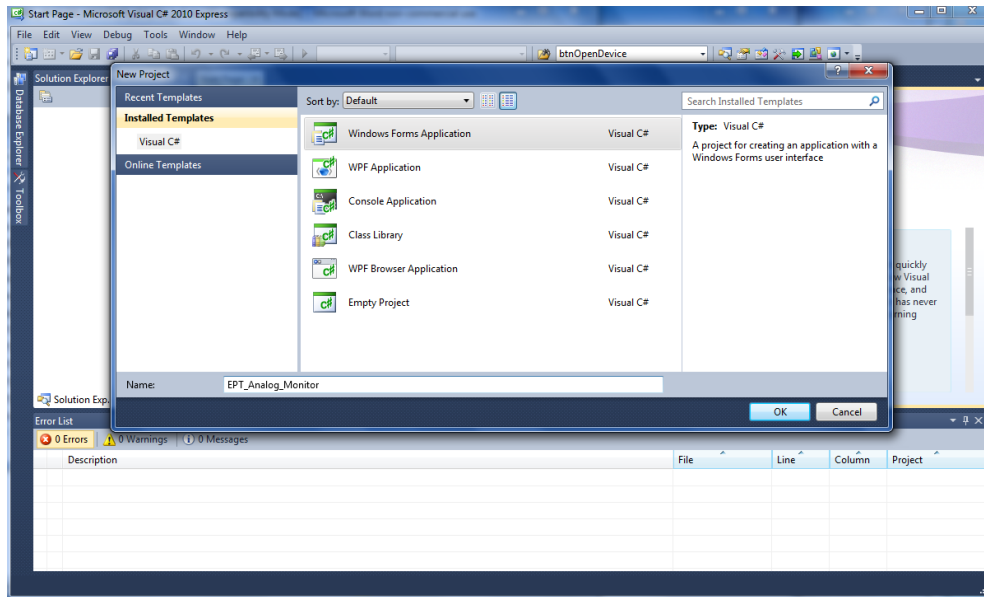 Start Page - Microsoft Visual C# 2010 Express
File Edit View Debug Tools Window Help
btnOpenDevice
Database Explorer
Toolbox
Solution Explorer
New Project
Recent Templates
Installed Templates
Visual C#
Online Templates
Sort by: Default
Search Installed Templates
Windows Forms Application Visual C#
WPF Application Visual C#
Console Application Visual C#
Class Library Visual C#
WPF Browser Application Visual C#
Empty Project Visual C#
Type: Visual C#
A project for creating an application with a
Windows Forms user interface
quickly
Visual
and
has never
Name: EPT_Analog_Monitor
OK Cancel
Solution Exp
Error List
0 Errors 0 Warnings 0 Messages
Description File Line Column Project